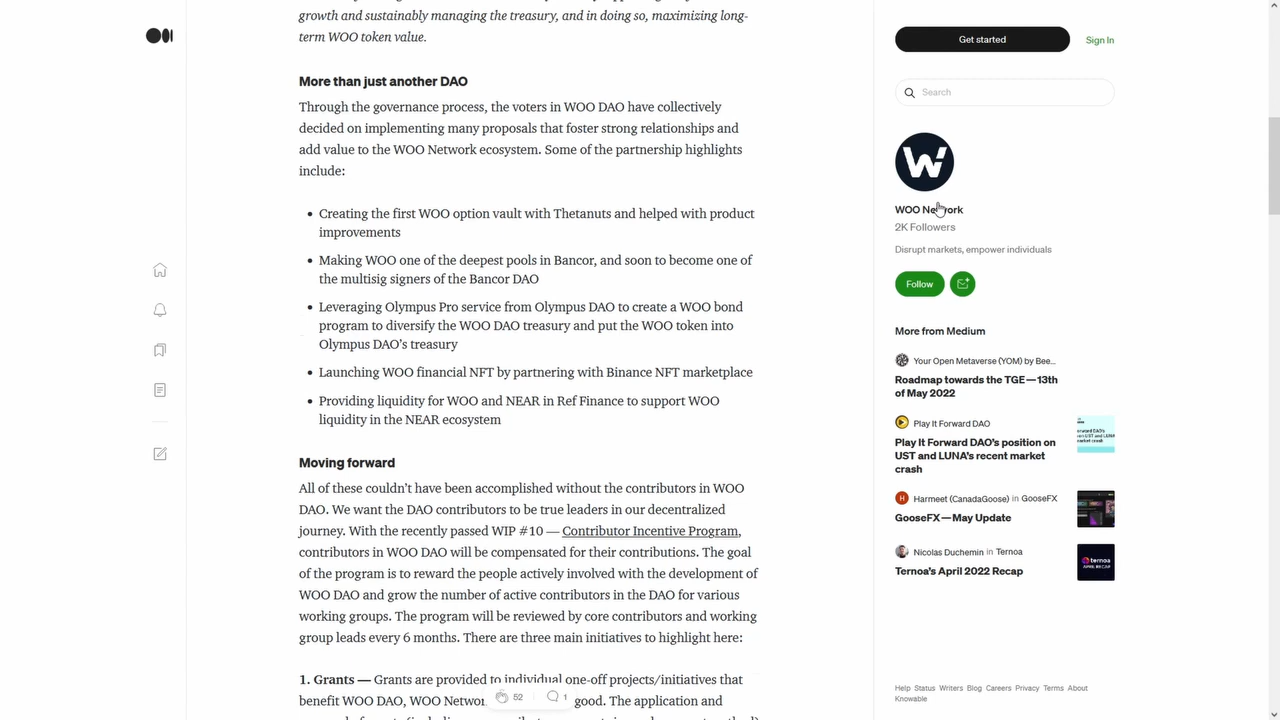 growth and sustainably managing the treasury, and in doing so, maximizing long-
term WOO token value.
More than just another DAO
Through the governance process, the voters in WOO DAO have collectively
decided on implementing many proposals that foster strong relationships and
add value to the WOO Network ecosystem. Some of the partnership highlights
include:
• Creating the first WOO option vault with Thetanuts and helped with product
improvements
• Making WOO one of the deepest pools in Bancor, and soon to become one of
the multisig signers of the Bancor DAO
• Leveraging Olympus Pro service from Olympus DAO to create a WOO bond
program to diversify the WOO DAO treasury and put the WOO token into
Olympus DAO's treasury
• Launching WOO financial NFT by partnering with Binance NFT marketplace
• Providing liquidity for WOO and NEAR in Ref Finance to support WOO
liquidity in the NEAR ecosystem
Moving forward
All of these couldn't have been accomplished without the contributors in WOO
DAO. We want the DAO contributors to be true leaders in our decentralized
journey. With the recently passed WIP #10 — Contributor Incentive Program,
contributors in WOO DAO will be compensated for their contributions. The goal
of the program is to reward the people actively involved with the development of
WOO DAO and grow the number of active contributors in the DAO for various
working groups. The program will be reviewed by core contributors and working
group leads every 6 months. There are three main initiatives to highlight here:
1. Grants — Grants are provided to individual one-off projects/initiatives that
benefit WOO DAO, WOO Networ good. The application and
52
1
Get started
Sign In
Search
W
WOO Network
2K Followers
Disrupt markets, empower individuals
Follow
More from Medium
Your Open Metaverse (YOM) by Bee...
Roadmap towards the TGE — 13th
of May 2022
Play It Forward DAO
Play It Forward DAO's position on
UST and LUNA's recent market
crash
H
Harmeet (CanadaGoose) in GooseFX
GooseFX — May Update
Nicolas Duchemin in Ternoa
Ternoa's April 2022 Recap
ternoa
APRIL RECAP
Help Status Writers Blog Careers Privacy Terms About
Knowable